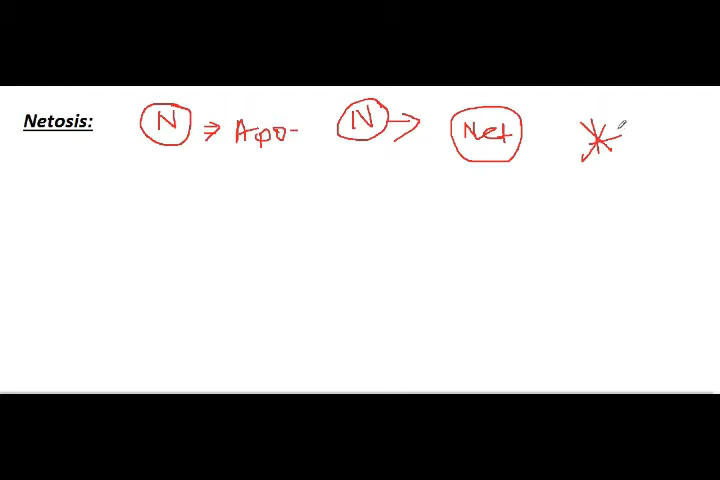 Netosis: N ⇒ Apo- N → Net